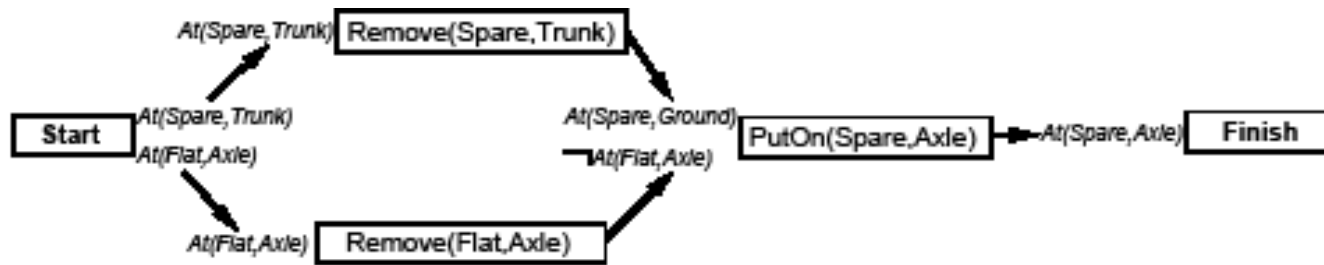 At(Spare,Trunk) Remove(Spare,Trunk)
At(Spare,Trunk)
At(Spare,Ground)
Start
PutOn(Spare,Axle)
At(Spare,Axle) Finish
At(Flat,Axle)
¬At(Flat,Axle)
At(Flat,Axle) Remove(Flat,Axle)